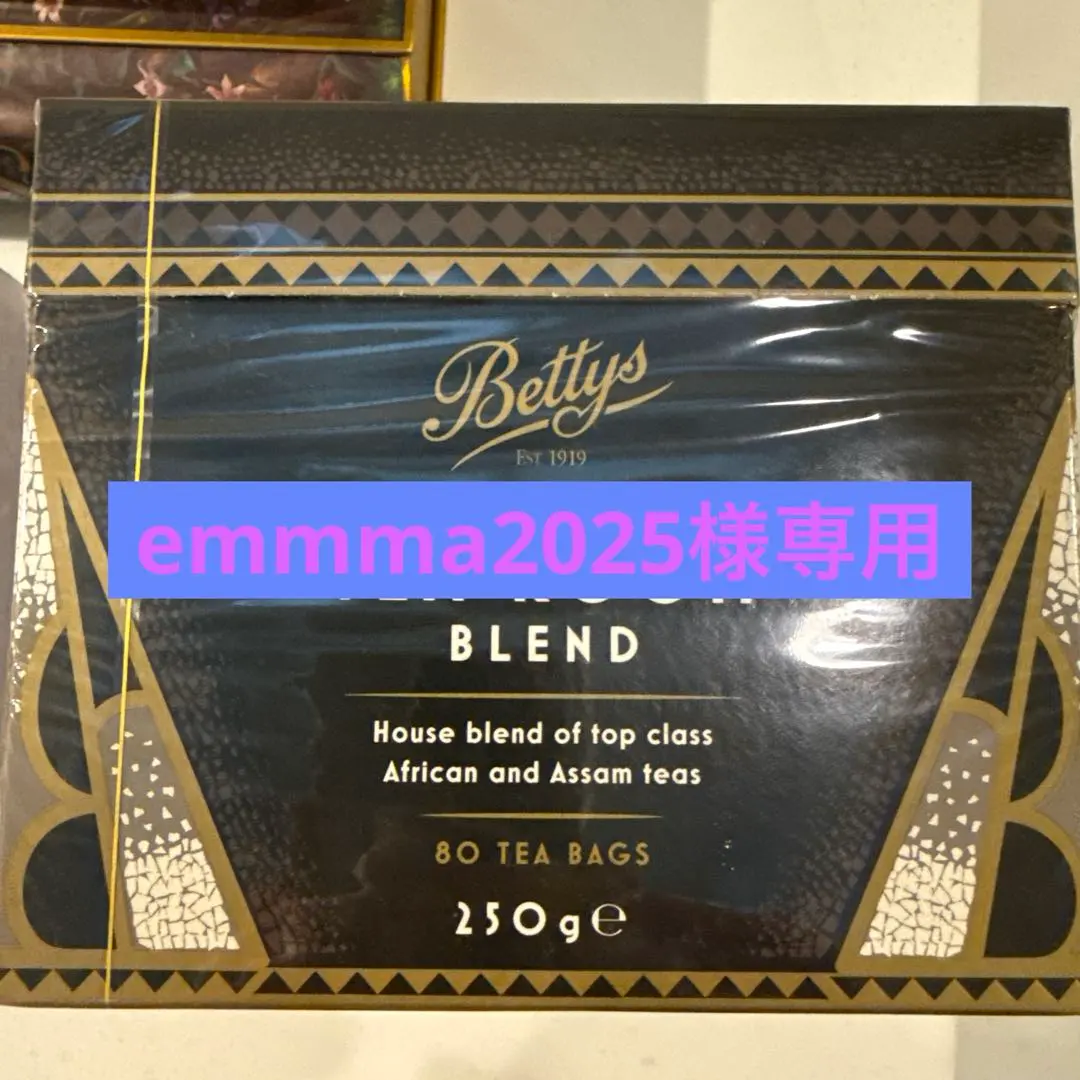 Bettys
EST 1919
emmma2025様専用
BLEND
House blend of top class
African and Assam teas
80 TEA BAGS
250g℮